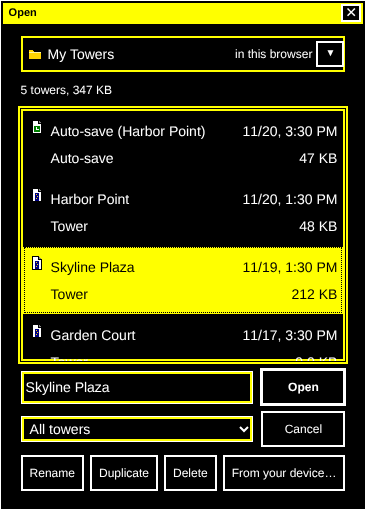 Open
My Towers in this browser
5 towers, 347 KB
Auto-save (Harbor Point) 11/20, 3:30 PM
Auto-save 47 KB
Harbor Point 11/20, 1:30 PM
Tower 48 KB
Skyline Plaza 11/19, 1:30 PM
Tower 212 KB
Garden Court 11/17, 3:30 PM
Skyline Plaza Open
All towers Cancel
Rename Duplicate Delete From your device…